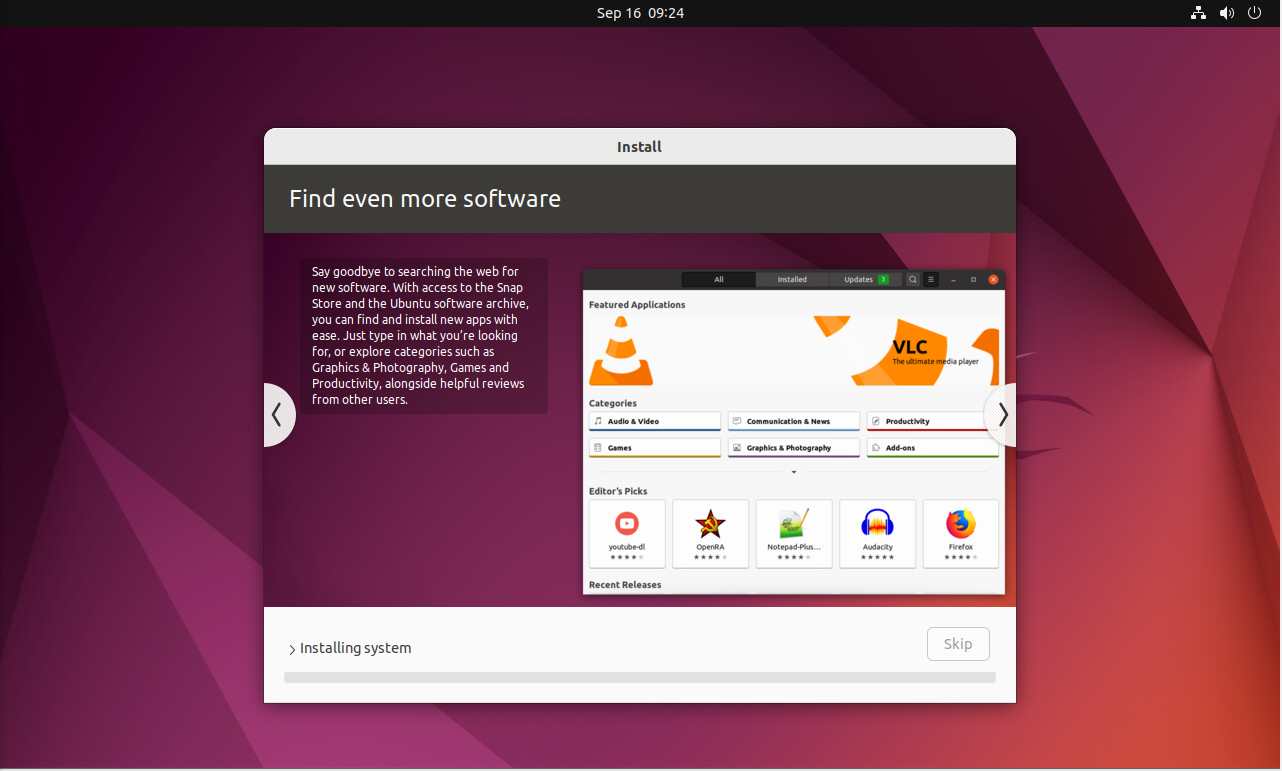 Sep 16 09:24
Install
Find even more software
Say goodbye to searching the web for
new software. With access to the Snap
Store and the Ubuntu software archive,
you can find and install new apps with
ease. Just type in what you're looking
for, or explore categories such as
Graphics & Photography, Games and
Productivity, alongside helpful reviews
from other users.
All Installed Updates 3
Featured Applications
VLC
The ultimate media player
Categories
Audio & Video Communication & News Productivity
Games Graphics & Photography Add-ons
Editor's Picks
youtube-dl OpenRA Notepad-Plus... Audacity Firefox
Recent Releases
Installing system
Skip